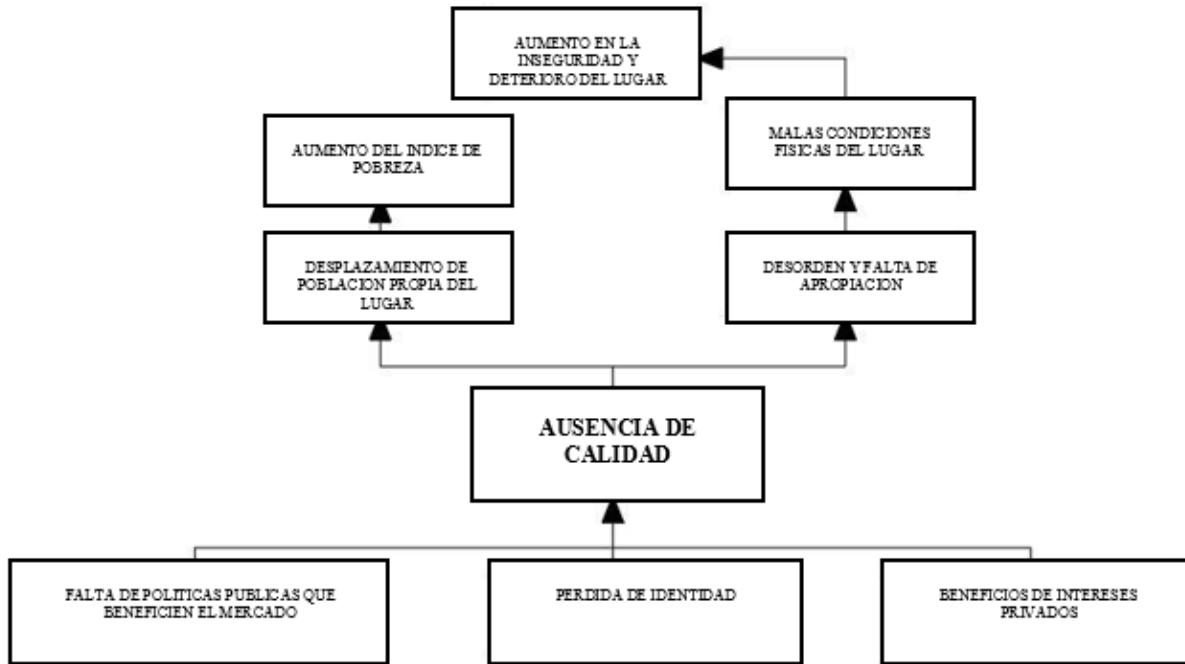 AUMENTO EN LA
INSEGURIDAD Y
DETERIORO DEL LUGAR
MALAS CONDICIONES
FISICAS DEL LUGAR
AUMENTO DEL INDICE DE
POBREZA
DESPLAZAMIENTO DE
POBLACION PROPIA DEL
LUGAR
DESORDEN Y FALTA DE
APROPIACION
AUSENCIA DE
CALIDAD
FALTA DE POLITICAS PUBLICAS QUE
BENEFICIEN EL MERCADO
PERDIDA DE IDENTIDAD
BENEFICIOS DE INTERESES
PRIVADOS